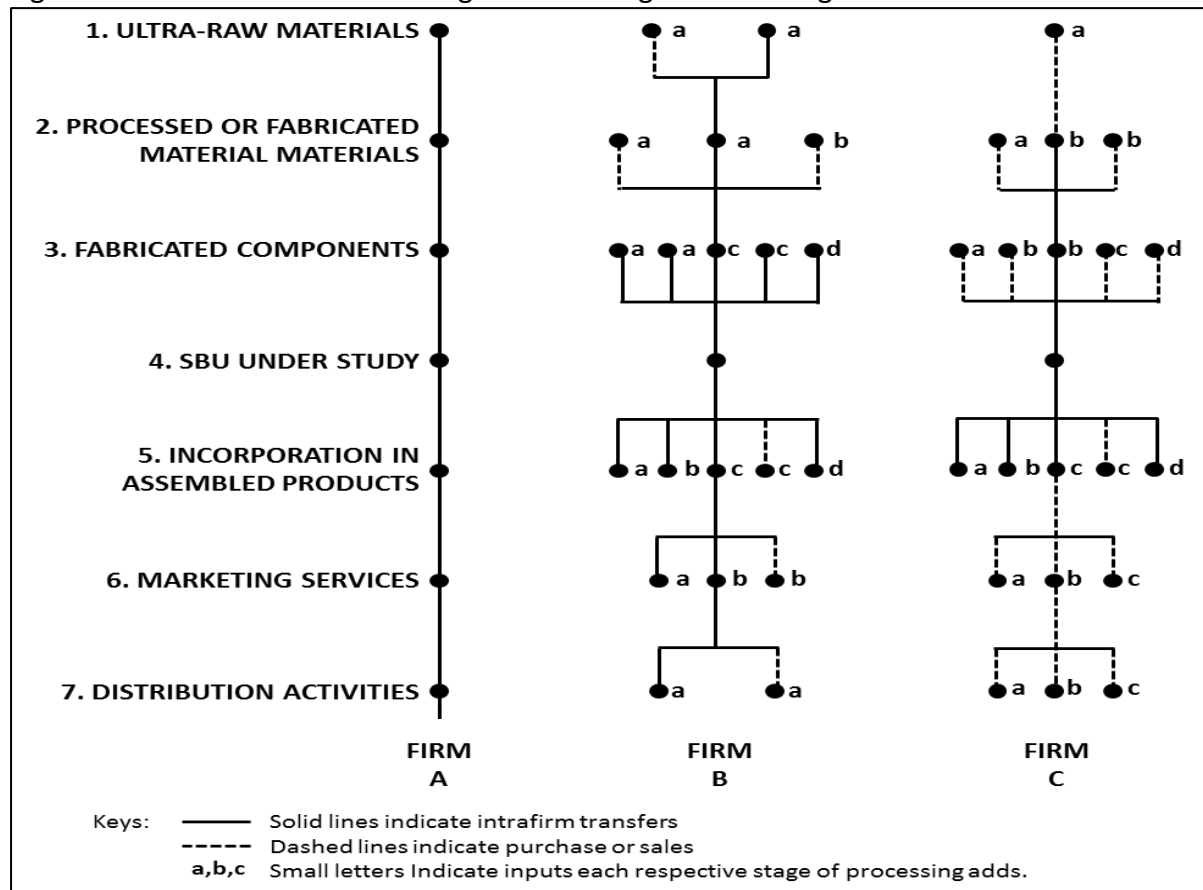 1. ULTRA-RAW MATERIALS
a a
a
2. PROCESSED OR FABRICATED
MATERIAL MATERIALS
a a b
a b b
3. FABRICATED COMPONENTS
a a c c d
a b b c d
4. SBU UNDER STUDY
5. INCORPORATION IN
ASSEMBLED PRODUCTS
a b c c d
a b c c d
6. MARKETING SERVICES
a b b
a b c
7. DISTRIBUTION ACTIVITIES
a a
a b c
FIRM
A
FIRM
B
FIRM
C
Keys:
Solid lines indicate intrafirm transfers
Dashed lines indicate purchase or sales
a,b,c Small letters Indicate inputs each respective stage of processing adds.